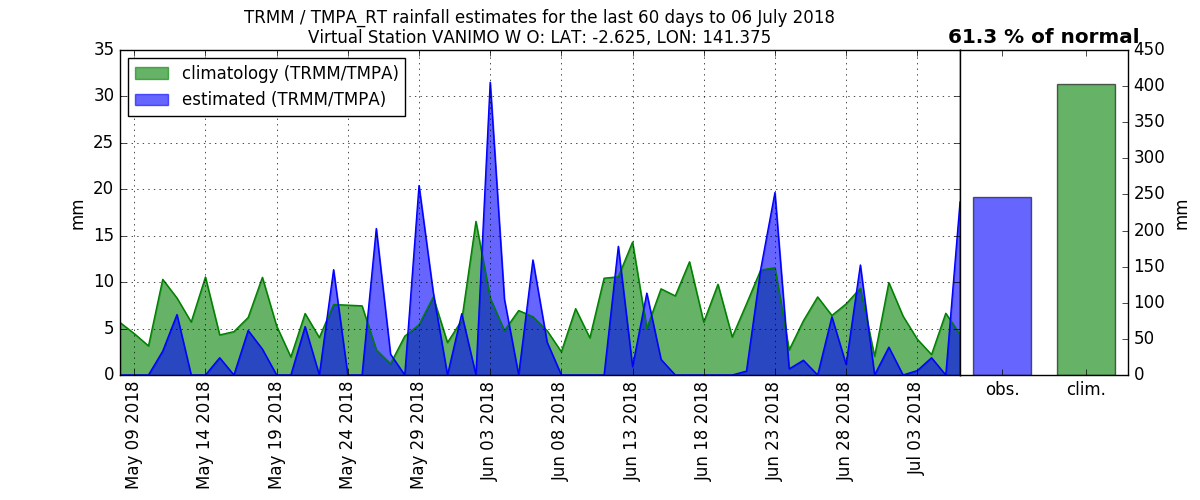 TRMM / TMPA_RT rainfall estimates for the last 60 days to 06 July 2018
Virtual Station VANIMO W O: LAT: -2.625, LON: 141.375
61.3 % of normal
climatology (TRMM/TMPA)
estimated (TRMM/TMPA)
35
30
25
20
15
10
5
0
mm
May 09 2018
May 14 2018
May 19 2018
May 24 2018
May 29 2018
Jun 03 2018
Jun 08 2018
Jun 13 2018
Jun 18 2018
Jun 23 2018
Jun 28 2018
Jul 03 2018
450
400
350
300
250
200
150
100
50
0
mm
obs.
clim.